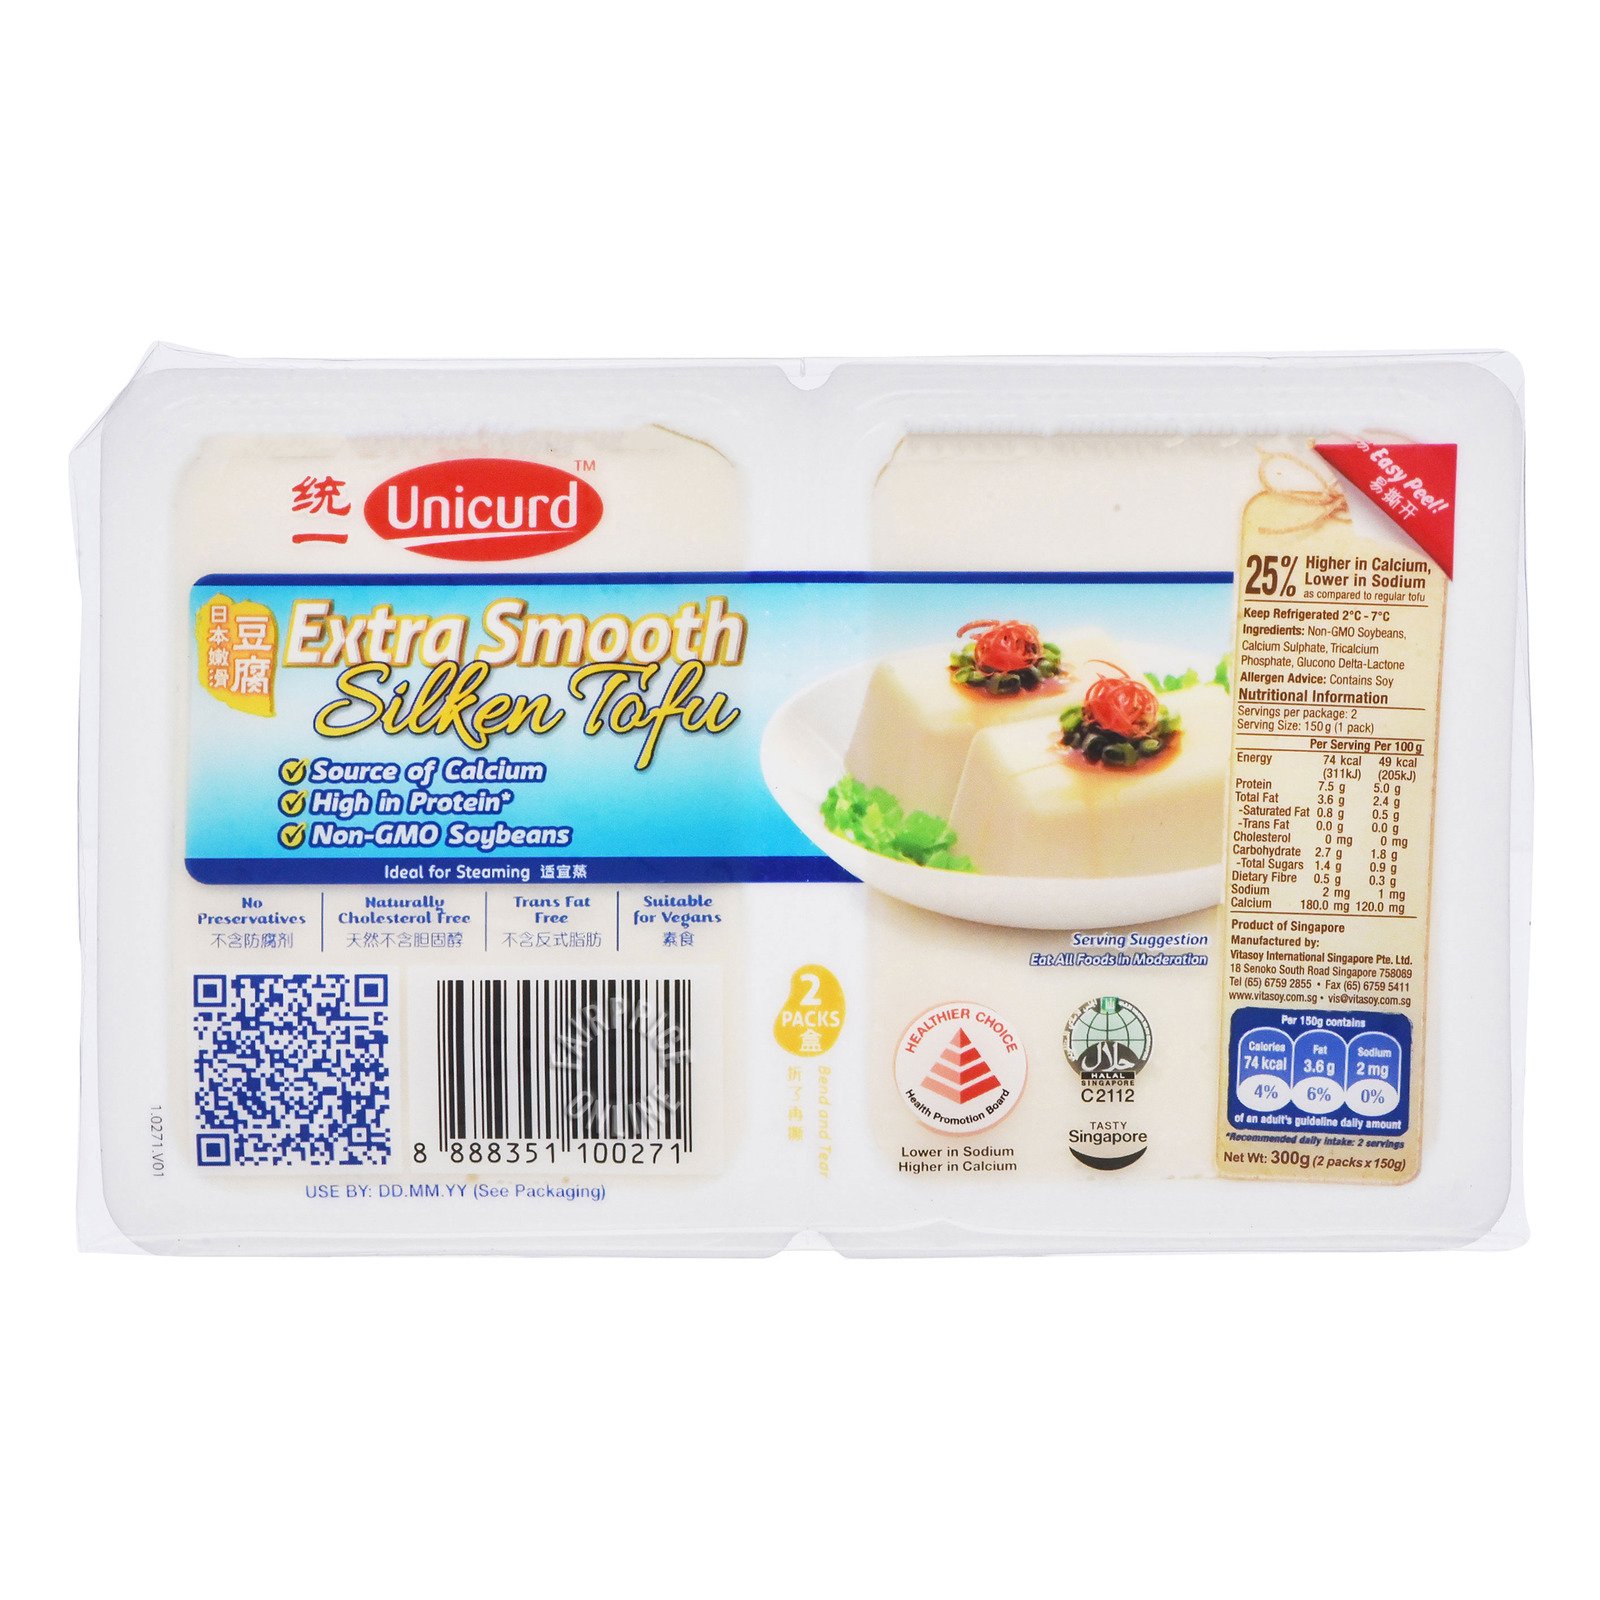 统一
Unicurd™
日本嫩滑
豆腐
Extra Smooth
Silken Tofu
Source of Calcium
High in Protein*
Non-GMO Soybeans
Ideal for Steaming 适宜蒸
No
Preservatives
不含防腐剂
Naturally
Cholesterol Free
天然不含胆固醇
Trans Fat
Free
不含反式脂肪
Suitable
for Vegans
素食
8 888351 100271
USE BY: DD.MM.YY (See Packaging)
1.0271.V01
2
PACKS
盒
Bend and Tear
Serving Suggestion
Eat All Foods in Moderation
HEALTHIER CHOICE
Health Promotion Board
Lower in Sodium
Higher in Calcium
حلال
HALAL
SINGAPORE
C2112
TASTY
Singapore
Easy Peel!
易撕开
25% Higher in Calcium,
Lower in Sodium
as compared to regular tofu
Keep Refrigerated 2°C - 7°C
Ingredients: Non-GMO Soybeans,
Calcium Sulphate, Tricalcium
Phosphate, Glucono Delta-Lactone
Allergen Advice: Contains Soy
Nutritional Information
Servings per package: 2
Serving Size: 150g (1 pack)
Per Serving Per 100g
Energy 74 kcal 49 kcal
(311kJ) (205kJ)
Protein 7.5 g 5.0 g
Total Fat 3.6 g 2.4 g
-Saturated Fat 0.8 g 0.5 g
-Trans Fat 0.0 g 0.0 g
Cholesterol 0 mg 0 mg
Carbohydrate 2.7 g 1.8 g
-Total Sugars 1.4 g 0.9 g
Dietary Fibre 0.5 g 0.3 g
Sodium 2 mg 1 mg
Calcium 180.0 mg 120.0 mg
Product of Singapore
Manufactured by:
Vitasoy International Singapore Pte. Ltd.
18 Senoko South Road Singapore 758089
Tel (65) 6759 2855 • Fax (65) 6759 5411
www.vitasoy.com.sg • vis@vitasoy.com.sg
Per 150g contains
Calories Fat Sodium
74 kcal 3.6 g 2 mg
4% 6% 0%
of an adult's guideline daily amount
*Recommended daily intake: 2 servings
Net Wt: 300g (2 packs x 150g)